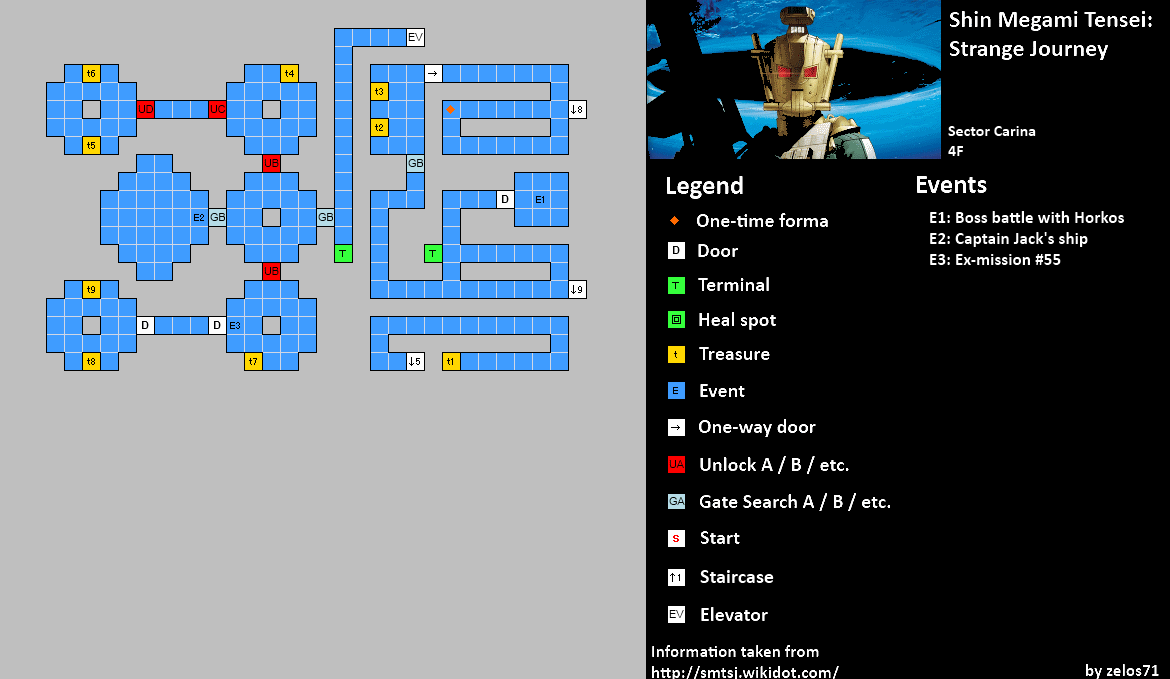 EV
t6
t4
→
t3
UD
UC
↓8
t2
t5
UB
GB
D
E1
E2
GB
GB
T
T
UB
t9
↓9
D
D
E3
t8
t7
↓5
t1
Shin Megami Tensei:
Strange Journey
Sector Carina
4F
Legend
One-time forma
D Door
T Terminal
Heal spot
t Treasure
E Event
→ One-way door
UA Unlock A / B / etc.
GA Gate Search A / B / etc.
s Start
↑1 Staircase
EV Elevator
Events
E1: Boss battle with Horkos
E2: Captain Jack's ship
E3: Ex-mission #55
Information taken from
http://smtsj.wikidot.com/
by zelos71